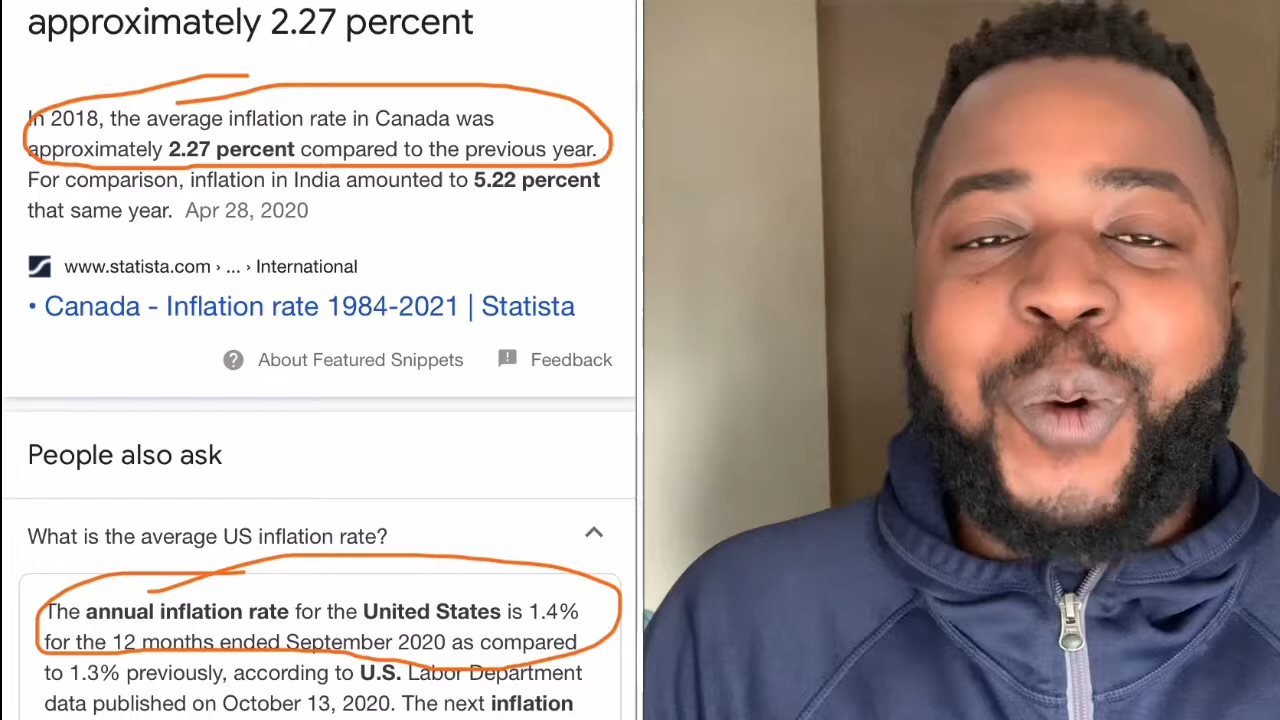 approximately 2.27 percent
In 2018, the average inflation rate in Canada was
approximately 2.27 percent compared to the previous year.
For comparison, inflation in India amounted to 5.22 percent
that same year. Apr 28, 2020
www.statista.com › ... › International
• Canada - Inflation rate 1984-2021 | Statista
About Featured Snippets
Feedback
People also ask
What is the average US inflation rate?
The annual inflation rate for the United States is 1.4%
for the 12 months ended September 2020 as compared
to 1.3% previously, according to U.S. Labor Department
data published on October 13, 2020. The next inflation